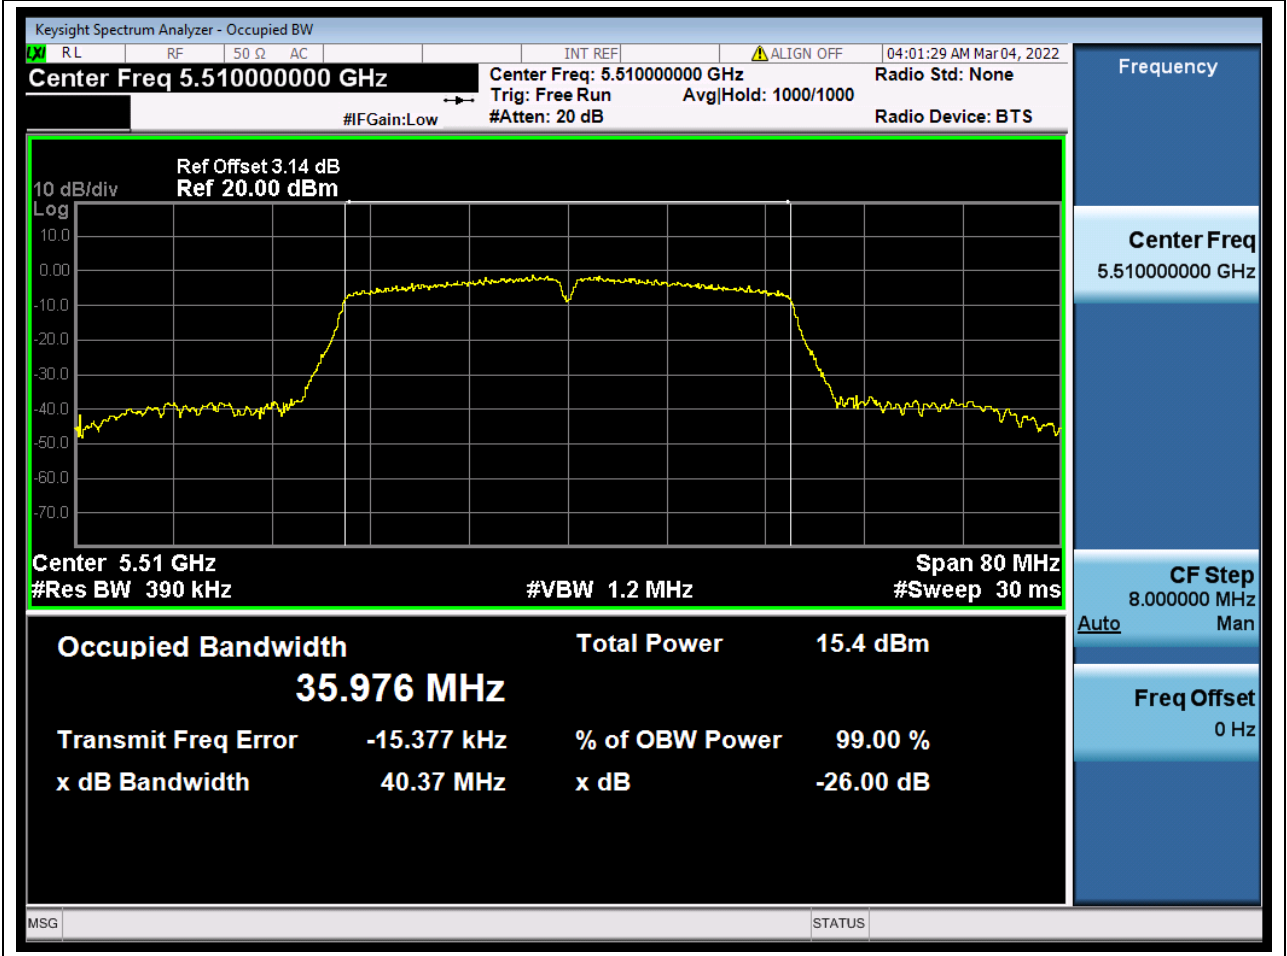 Keysight Spectrum Analyzer - Occupied BW
LXI RL RF 50 Ω AC INT REF ALIGN OFF 04:01:29 AM Mar 04, 2022
Center Freq 5.510000000 GHz
#IFGain:Low
Center Freq: 5.510000000 GHz
Trig: Free Run Avg|Hold: 1000/1000
#Atten: 20 dB
Radio Std: None
Radio Device: BTS
Ref Offset 3.14 dB
10 dB/div Ref 20.00 dBm
Log
10.0
0.00
-10.0
-20.0
-30.0
-40.0
-50.0
-60.0
-70.0
Center 5.51 GHz Span 80 MHz
#Res BW 390 kHz #VBW 1.2 MHz #Sweep 30 ms
Occupied Bandwidth Total Power 15.4 dBm
35.976 MHz
Transmit Freq Error -15.377 kHz % of OBW Power 99.00 %
x dB Bandwidth 40.37 MHz x dB -26.00 dB
MSG STATUS
Frequency
Center Freq
5.510000000 GHz
CF Step
8.000000 MHz
Auto Man
Freq Offset
0 Hz